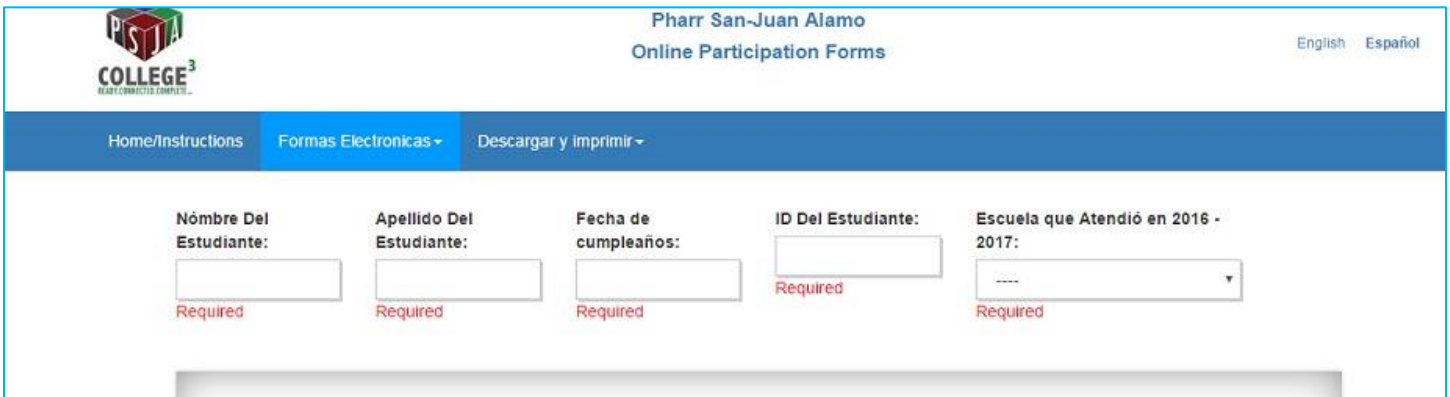 PSJA
COLLEGE3
READY.CONNECTED.COMPLETE.
Pharr San-Juan Alamo
Online Participation Forms
English Español
Home/Instructions Formas Electronicas Descargar y imprimir
Nómbre Del
Estudiante:
Required
Apellido Del
Estudiante:
Required
Fecha de
cumpleaños:
Required
ID Del Estudiante:
Required
Escuela que Atendió en 2016 -
2017:
----
Required